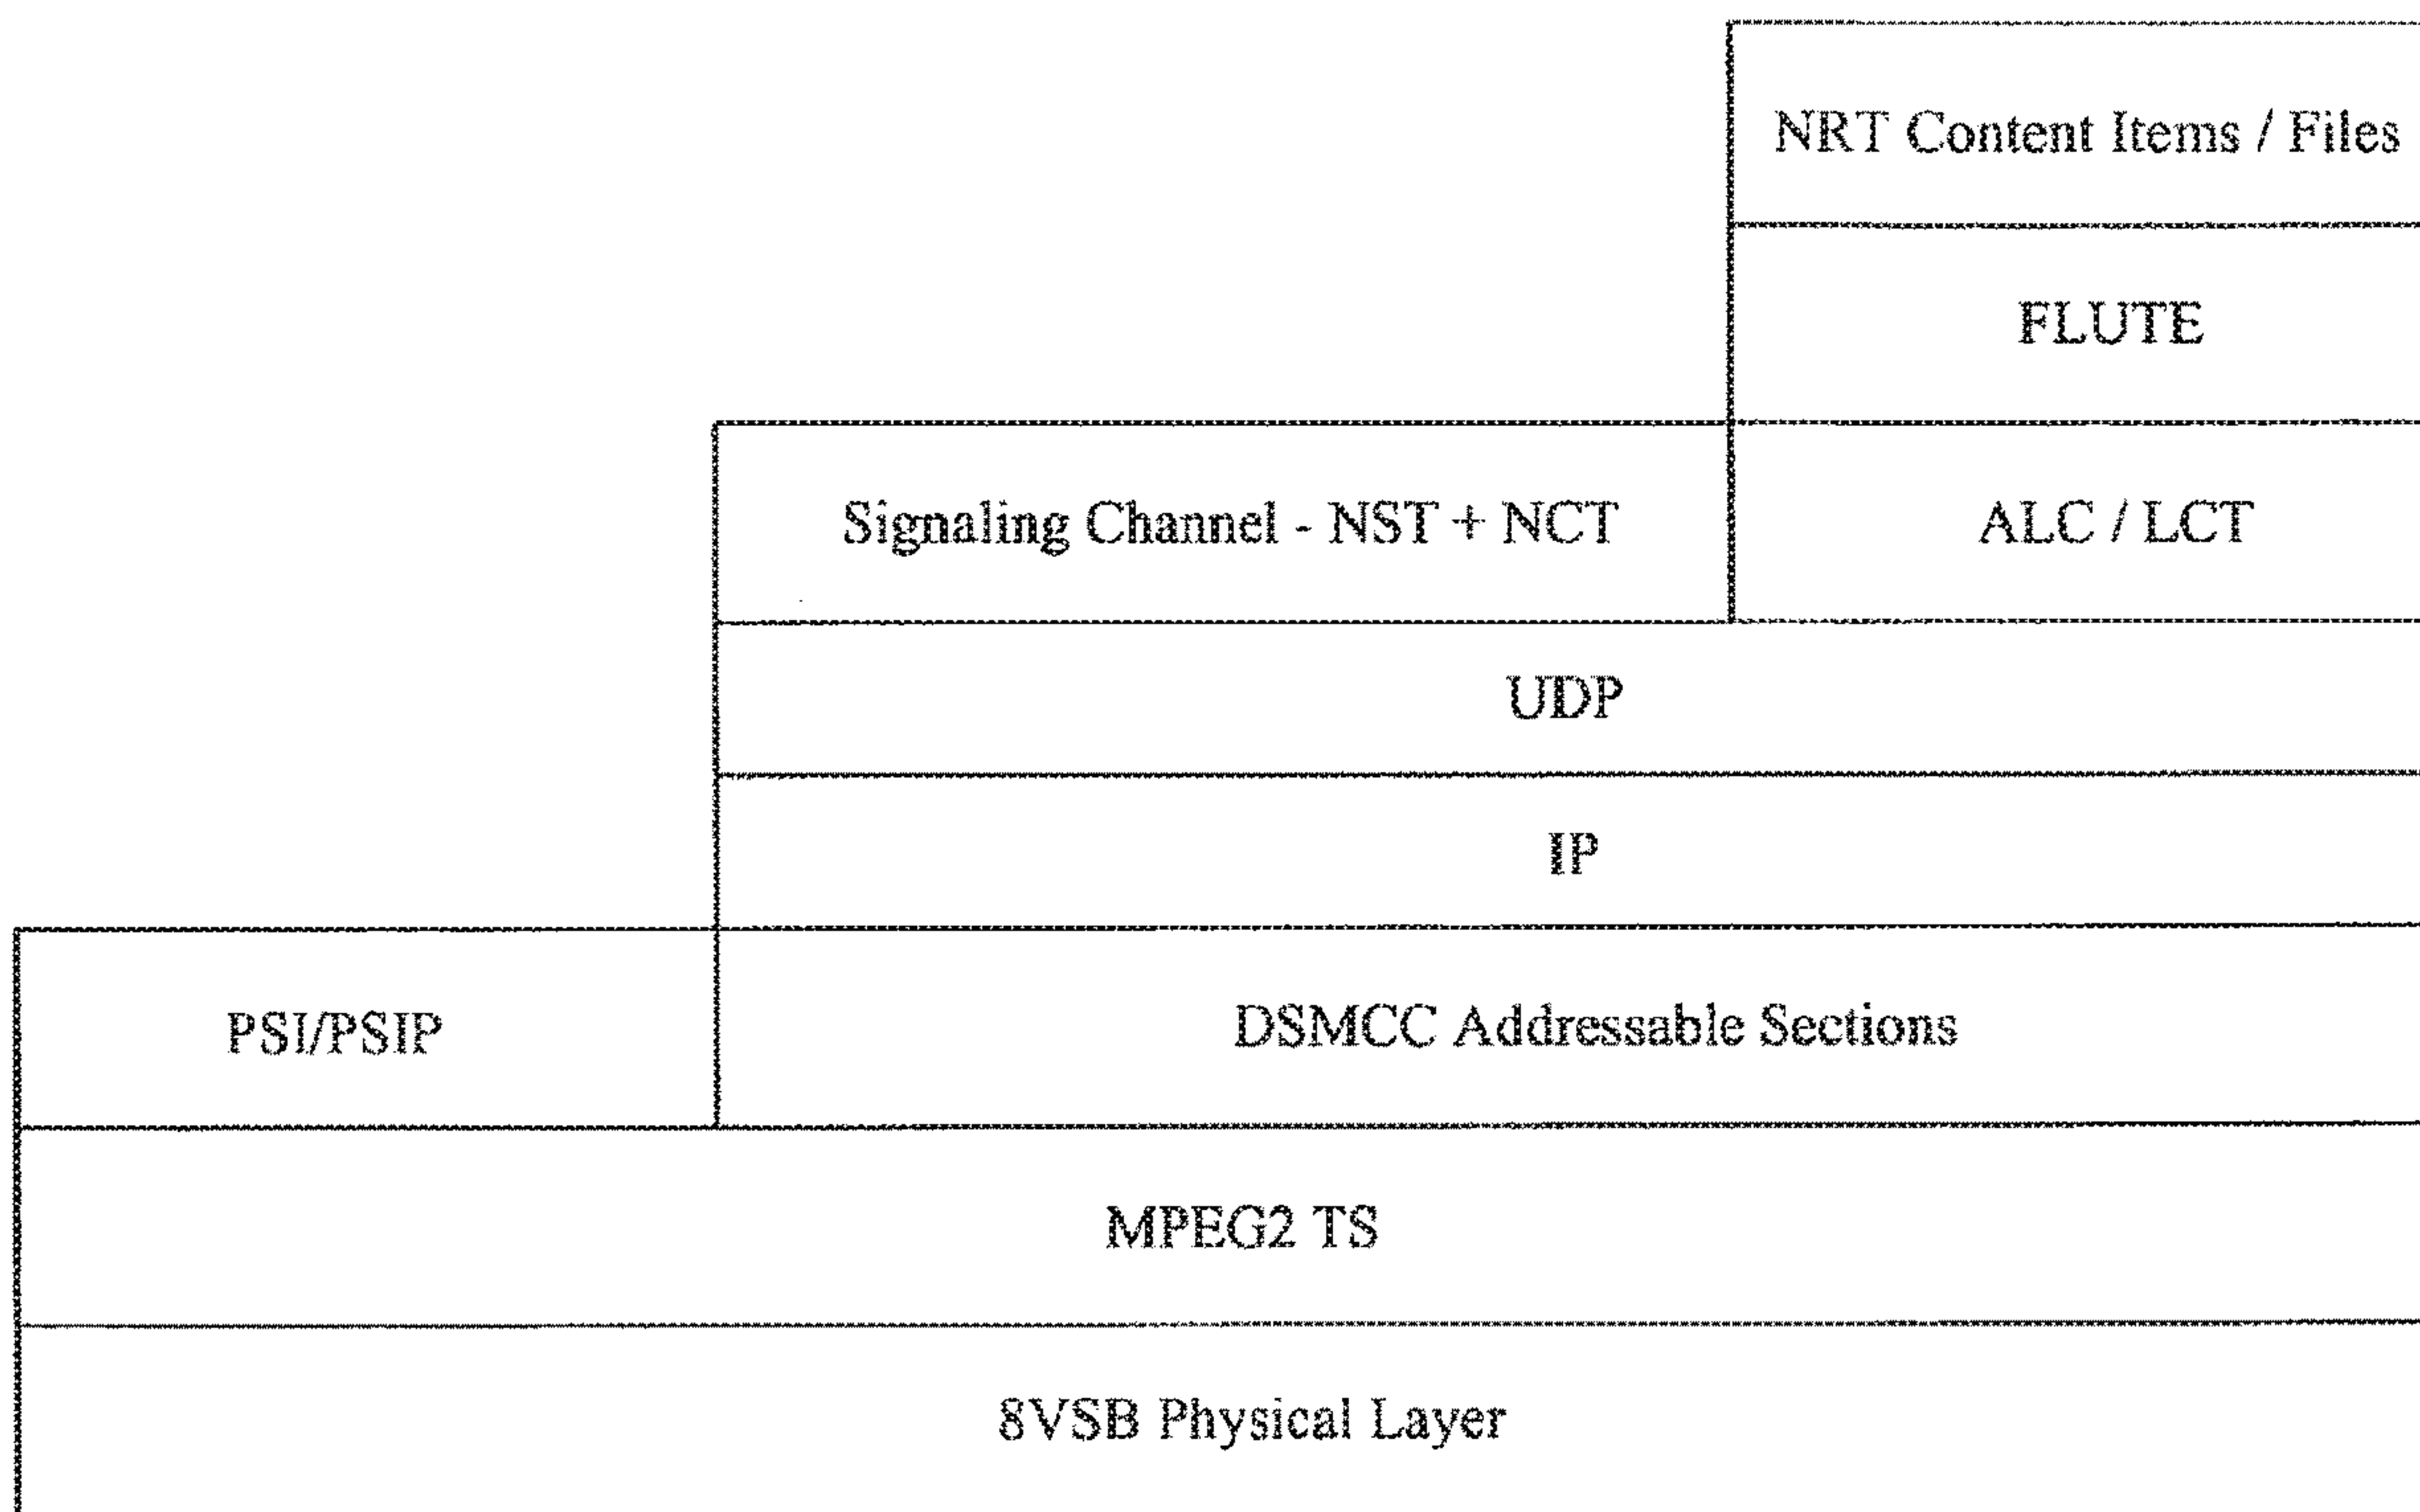 NRT Content Items / Files
FLUTE
Signaling Channel - NST + NCT
ALC / LCT
UDP
IP
PSI/PSIP
DSMCC Addressable Sections
MPEG2 TS
8VSB Physical Layer